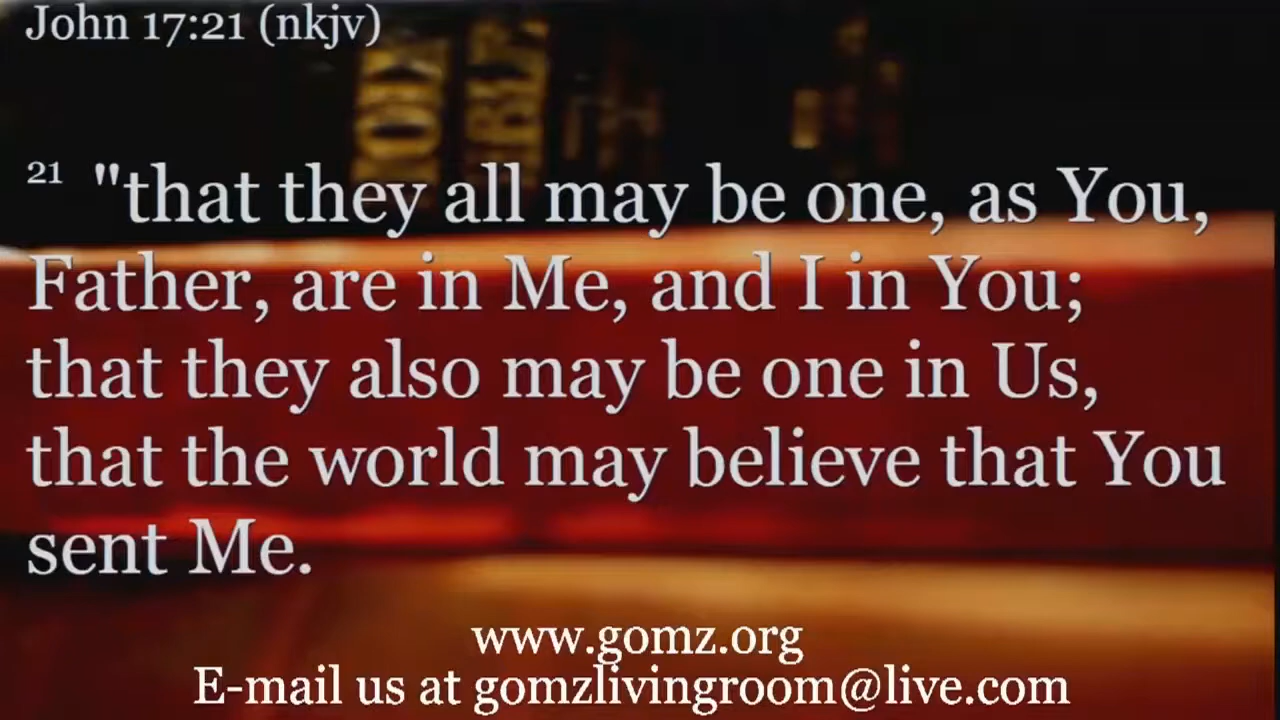 John 17:21 (nkjv)
21 "that they all may be one, as You,
Father, are in Me, and I in You;
that they also may be one in Us,
that the world may believe that You
sent Me.
www.gomz.org
E-mail us at gomzlivingroom@live.com